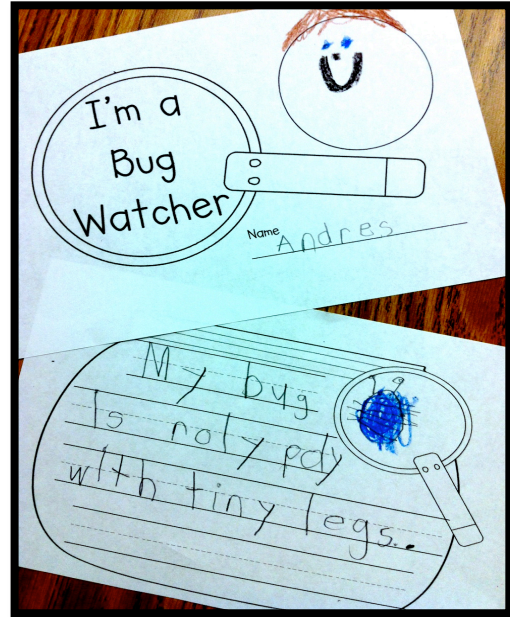 I'm a
Bug
Watcher
Name Andres
My bug
Is roly poly
with tiny legs..